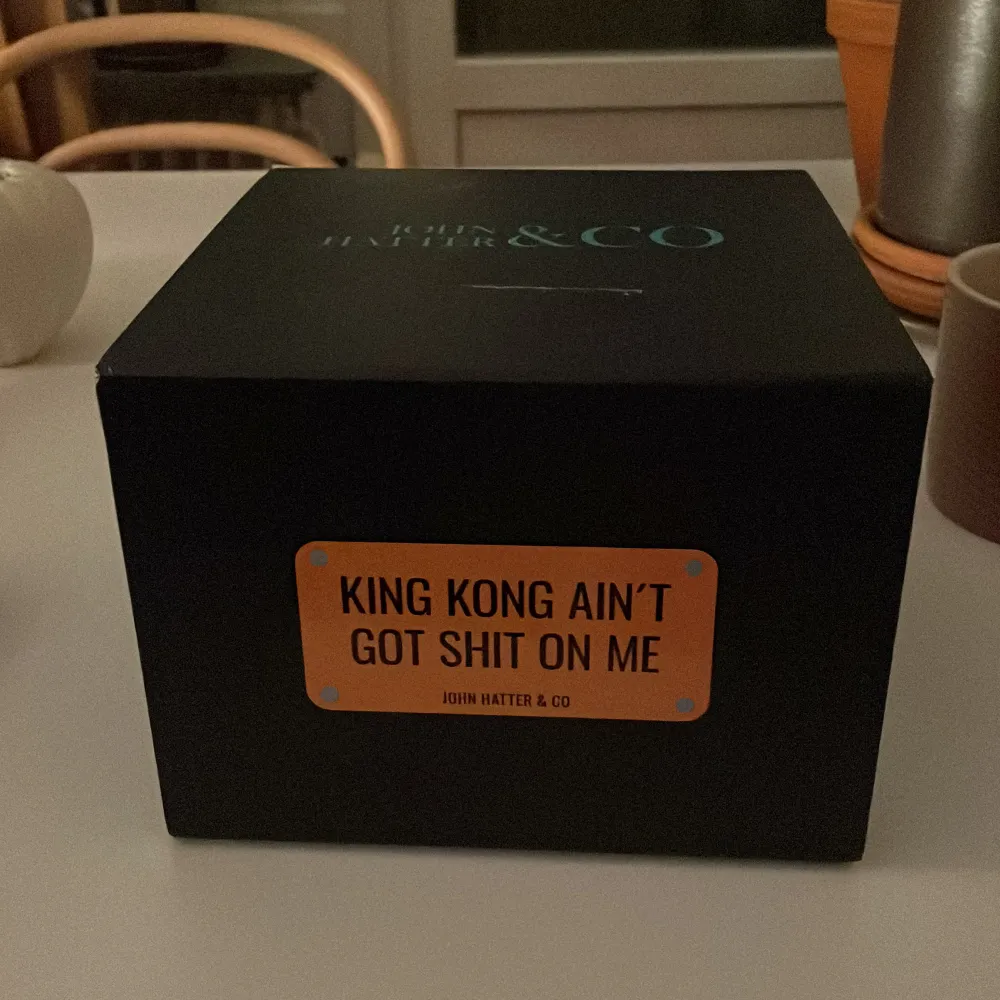 JOHN
HATTER &CO
KING KONG AIN´T
GOT SHIT ON ME
JOHN HATTER & CO